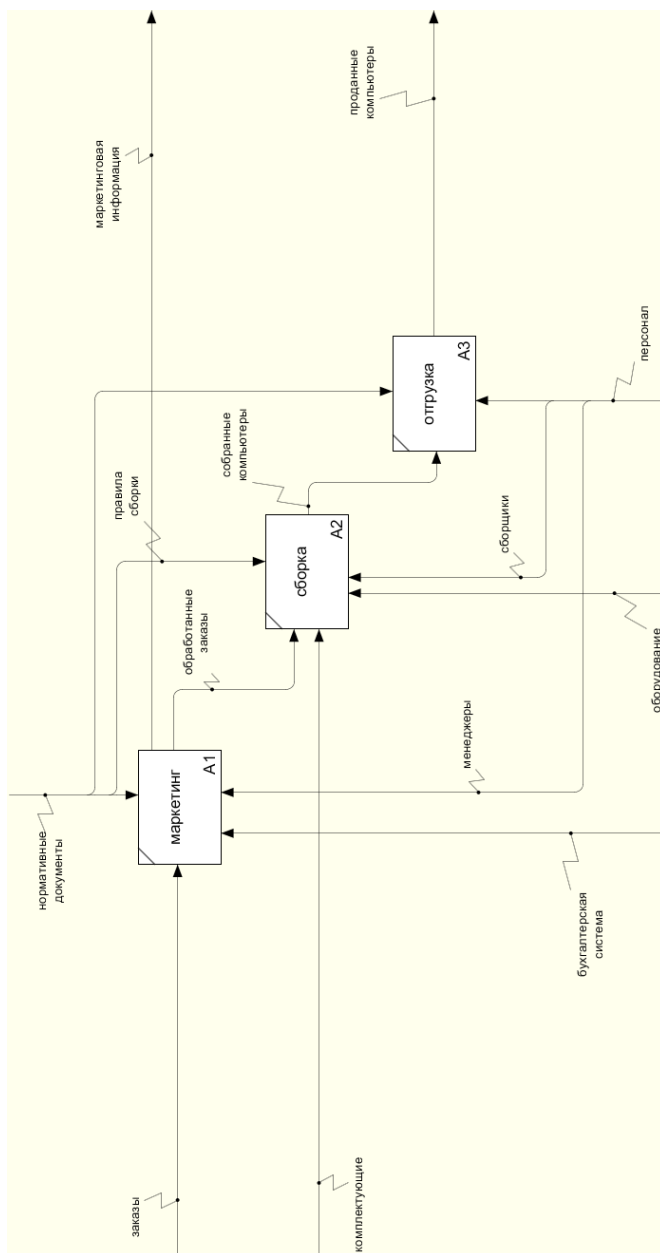 нормативные
документы
правила
сборки
маркетинговая
информация
заказы
маркетинг
A1
обработанные
заказы
комплектующие
сборка
A2
собранные
компьютеры
отгрузка
A3
проданные
компьютеры
бухгалтерская
система
менеджеры
сборщики
оборудование
персонал